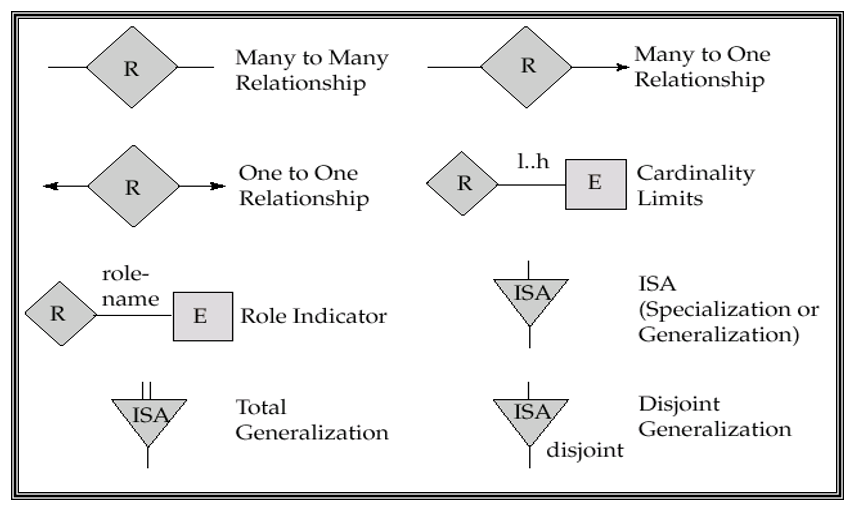 R
Many to Many
Relationship
R
Many to One
Relationship
R
One to One
Relationship
R
l..h
E
Cardinality
Limits
R
role-
name
E
Role Indicator
ISA
ISA
(Specialization or
Generalization)
ISA
Total
Generalization
ISA
disjoint
Disjoint
Generalization